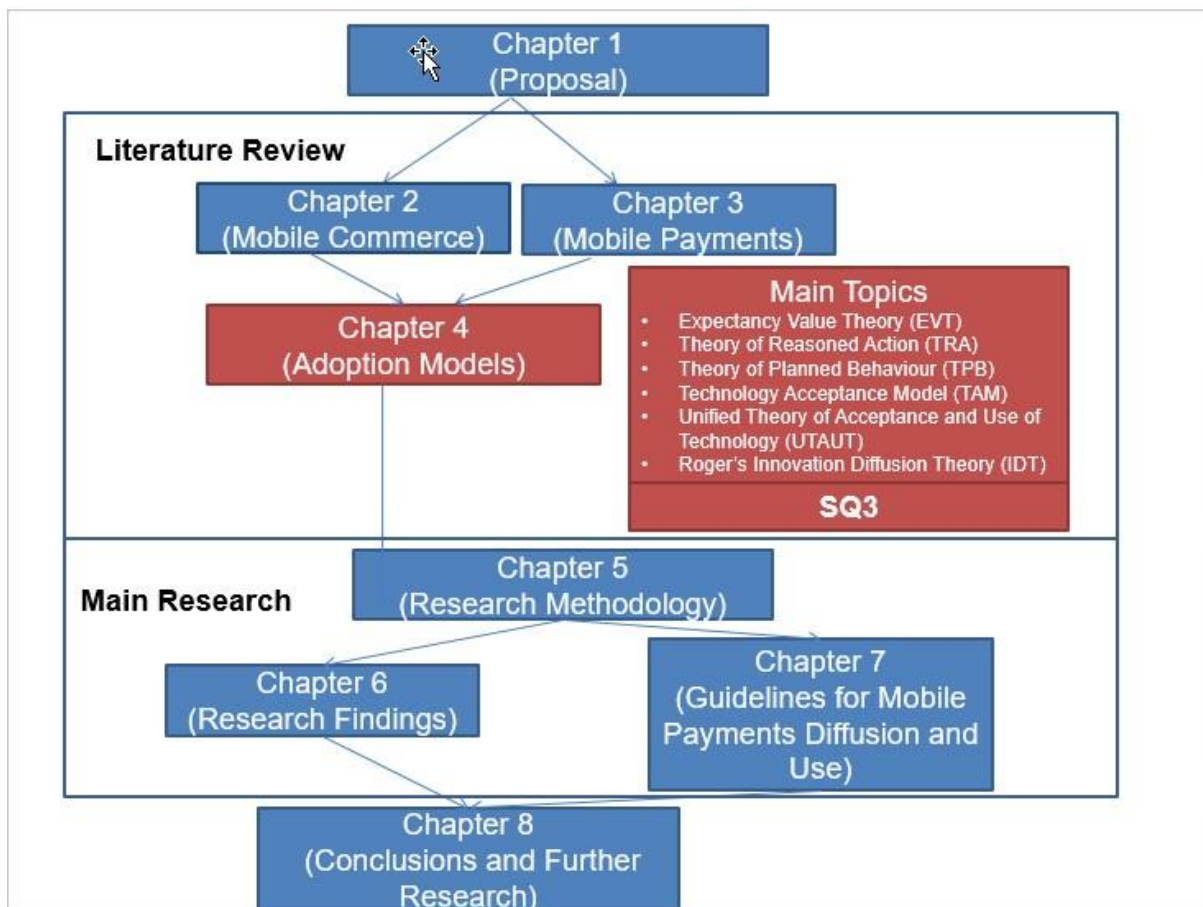 Chapter 1
(Proposal)
Literature Review
Chapter 2
(Mobile Commerce)
Chapter 3
(Mobile Payments)
Chapter 4
(Adoption Models)
Main Topics
• Expectancy Value Theory (EVT)
• Theory of Reasoned Action (TRA)
• Theory of Planned Behaviour (TPB)
• Technology Acceptance Model (TAM)
• Unified Theory of Acceptance and Use of
Technology (UTAUT)
• Roger's Innovation Diffusion Theory (IDT)
SQ3
Chapter 5
(Research Methodology)
Main Research
Chapter 6
(Research Findings)
Chapter 7
(Guidelines for Mobile
Payments Diffusion and
Use)
Chapter 8
(Conclusions and Further
Research)